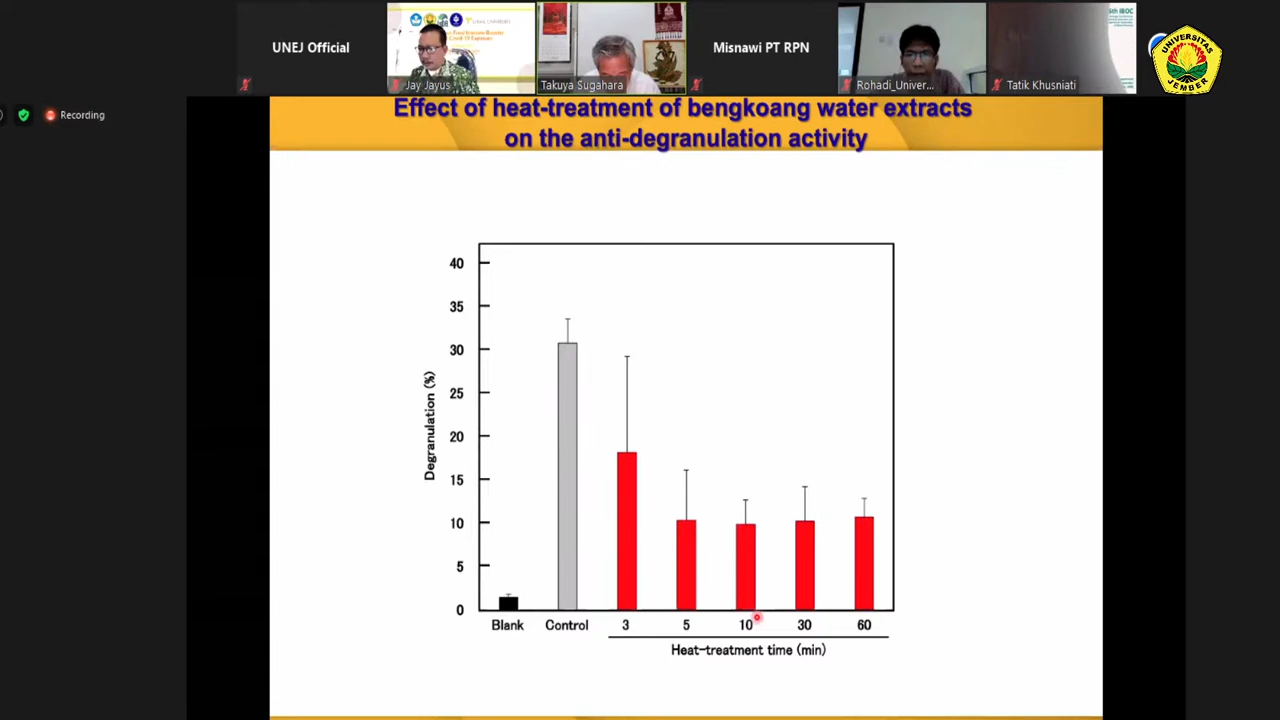 UNEJ Official
Jay Jayus
Takuya Sugahara
Misnawi PT RPN
Rohadi_Univer...
Tatik Khusniati
UNIVERSITAS
JEMBER
Recording
Effect of heat-treatment of bengkoang water extracts
on the anti-degranulation activity
40
35
30
25
20
15
10
5
0
Degranulation (%)
Blank Control 3 5 10 30 60
Heat-treatment time (min)